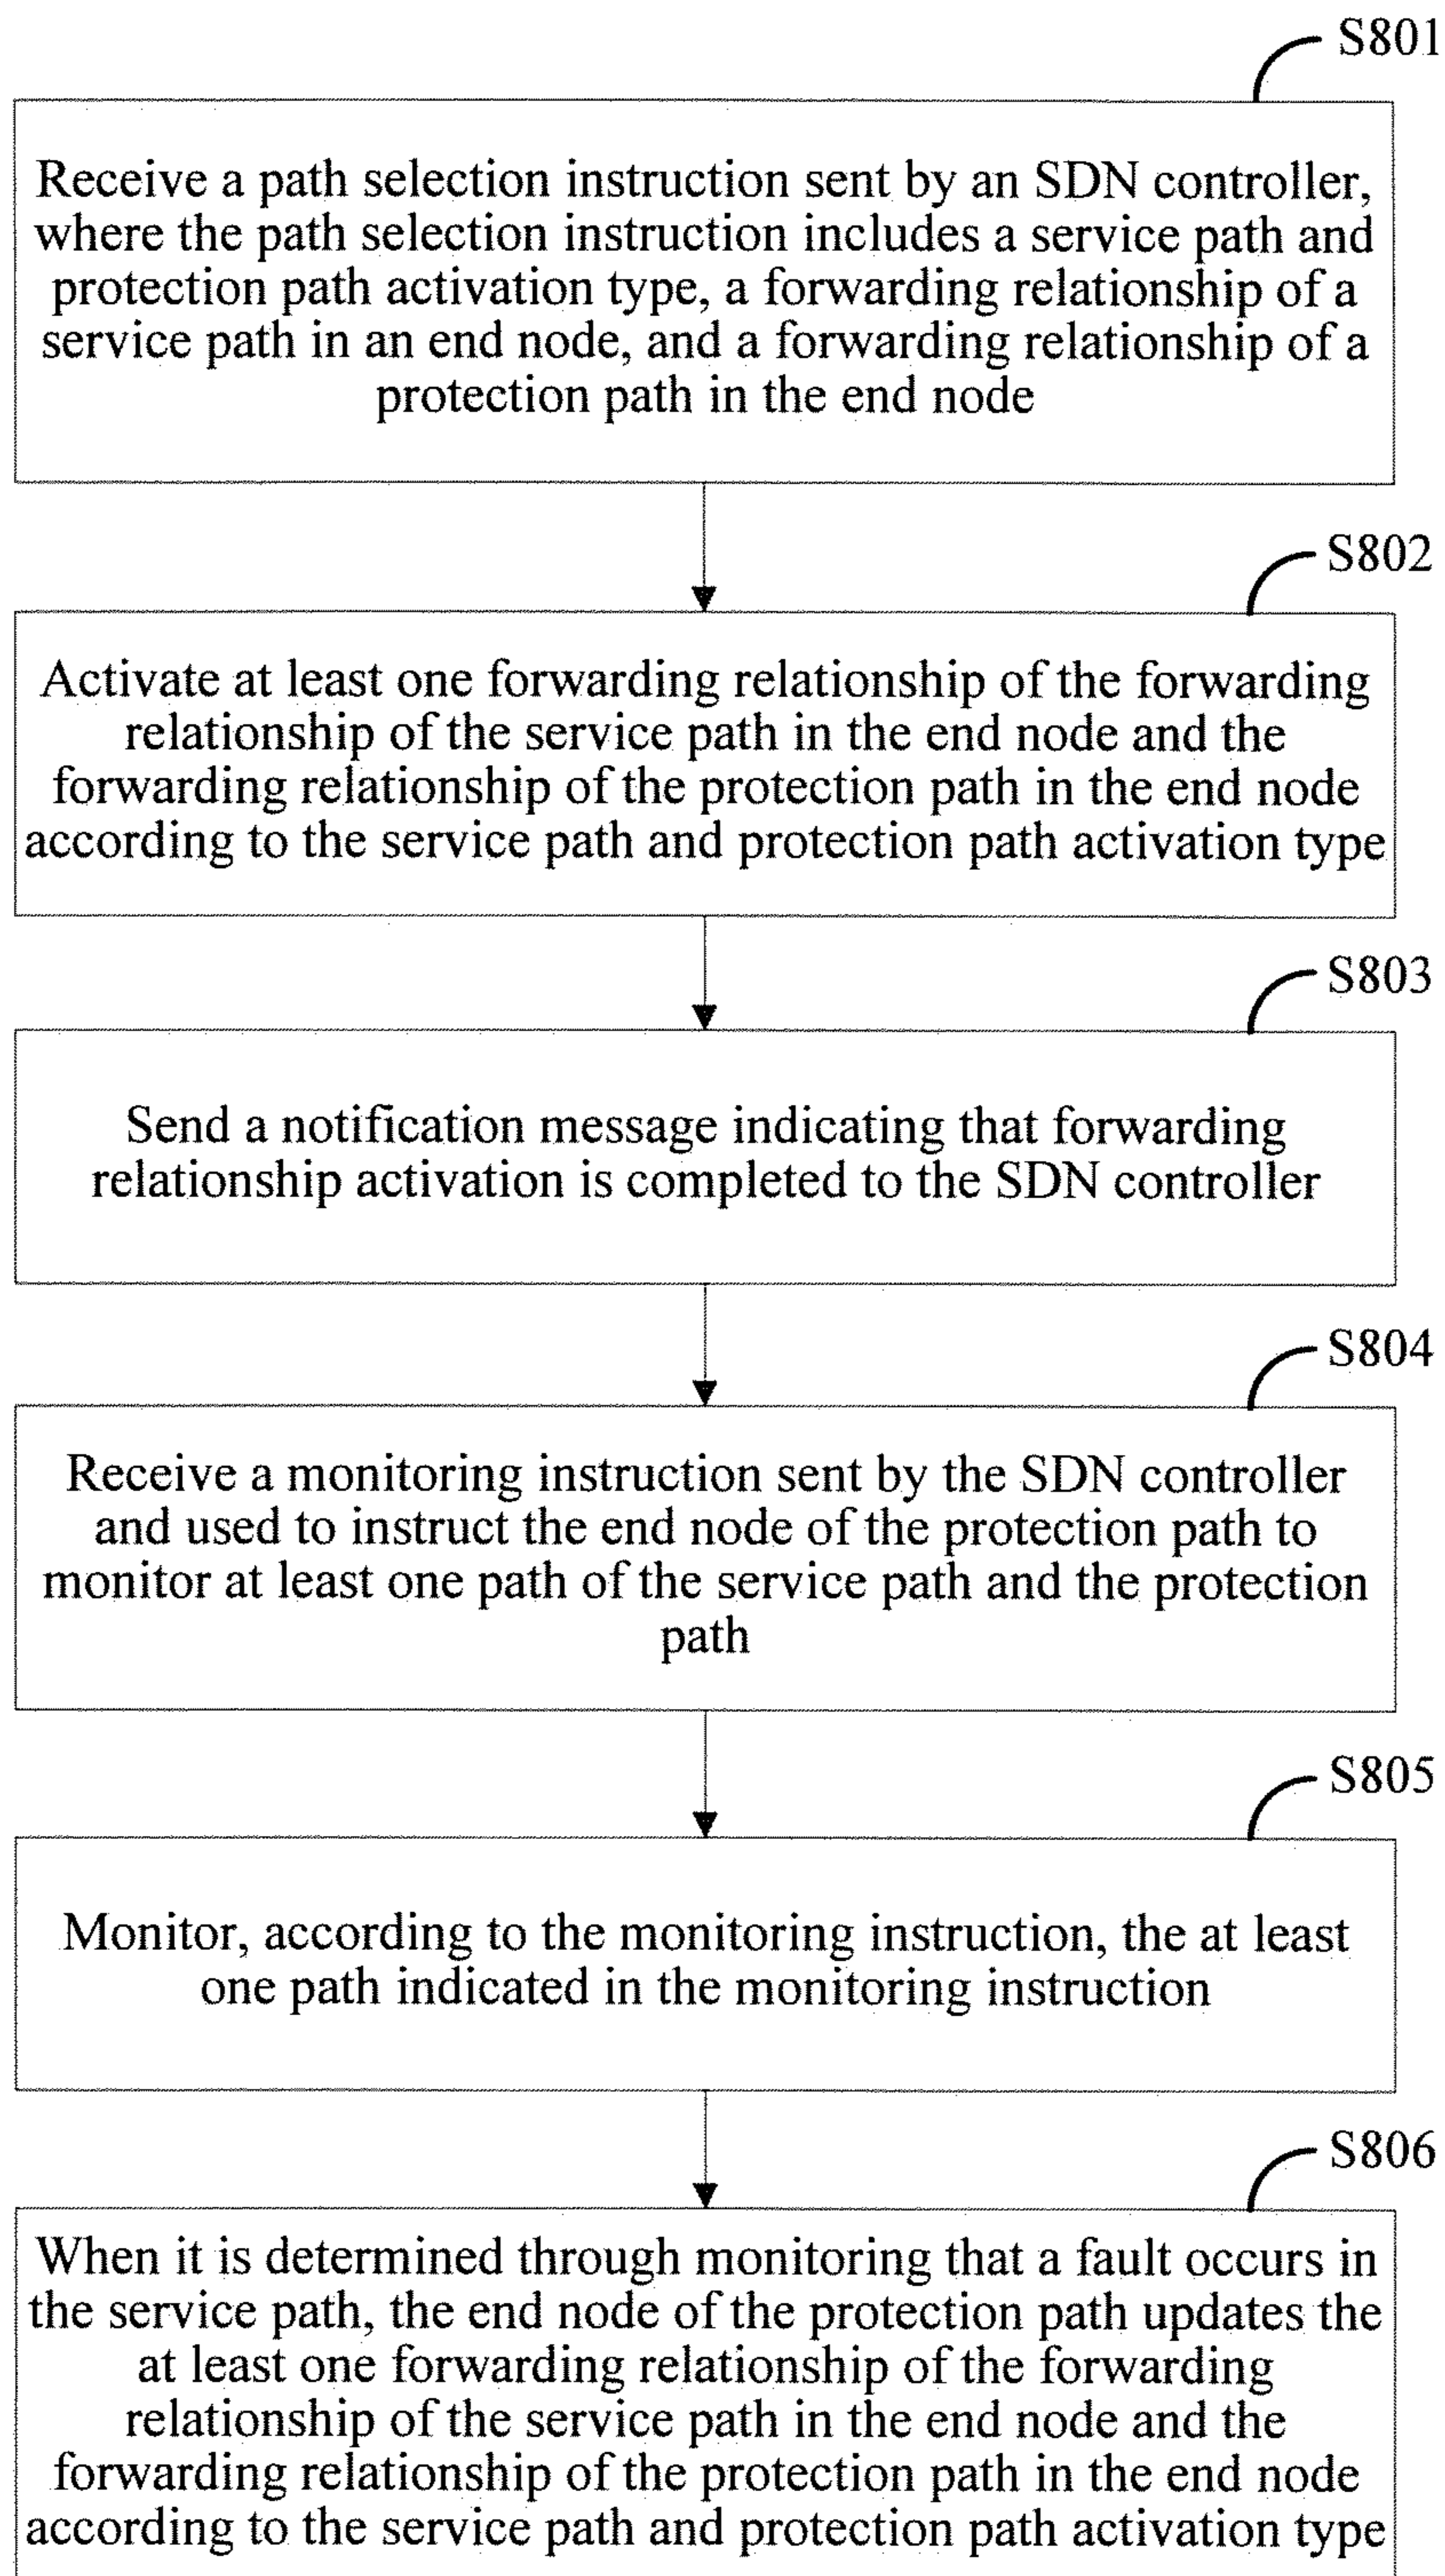 S801
Receive a path selection instruction sent by an SDN controller,
where the path selection instruction includes a service path and
protection path activation type, a forwarding relationship of a
service path in an end node, and a forwarding relationship of a
protection path in the end node
S802
Activate at least one forwarding relationship of the forwarding
relationship of the service path in the end node and the
forwarding relationship of the protection path in the end node
according to the service path and protection path activation type
S803
Send a notification message indicating that forwarding
relationship activation is completed to the SDN controller
S804
Receive a monitoring instruction sent by the SDN controller
and used to instruct the end node of the protection path to
monitor at least one path of the service path and the protection
path
S805
Monitor, according to the monitoring instruction, the at least
one path indicated in the monitoring instruction
S806
When it is determined through monitoring that a fault occurs in
the service path, the end node of the protection path updates the
at least one forwarding relationship of the forwarding
relationship of the service path in the end node and the
forwarding relationship of the protection path in the end node
according to the service path and protection path activation type